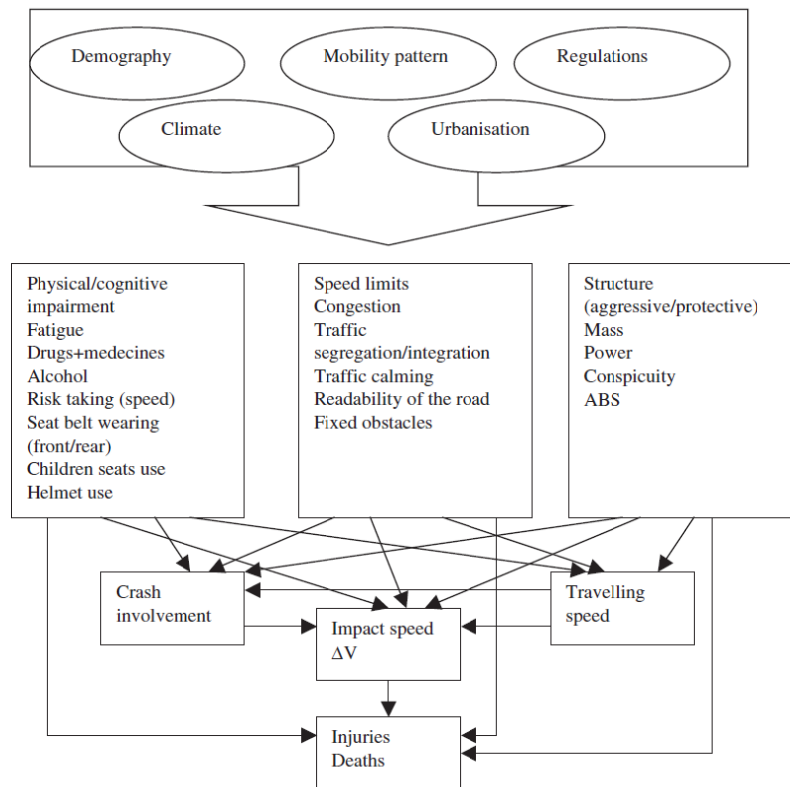 Demography
Mobility pattern
Regulations
Climate
Urbanisation
Physical/cognitive
impairment
Fatigue
Drugs+medecines
Alcohol
Risk taking (speed)
Seat belt wearing
(front/rear)
Children seats use
Helmet use
Speed limits
Congestion
Traffic
segregation/integration
Traffic calming
Readability of the road
Fixed obstacles
Structure
(aggressive/protective)
Mass
Power
Conspicuity
ABS
Crash
involvement
Impact speed
ΔV
Travelling
speed
Injuries
Deaths